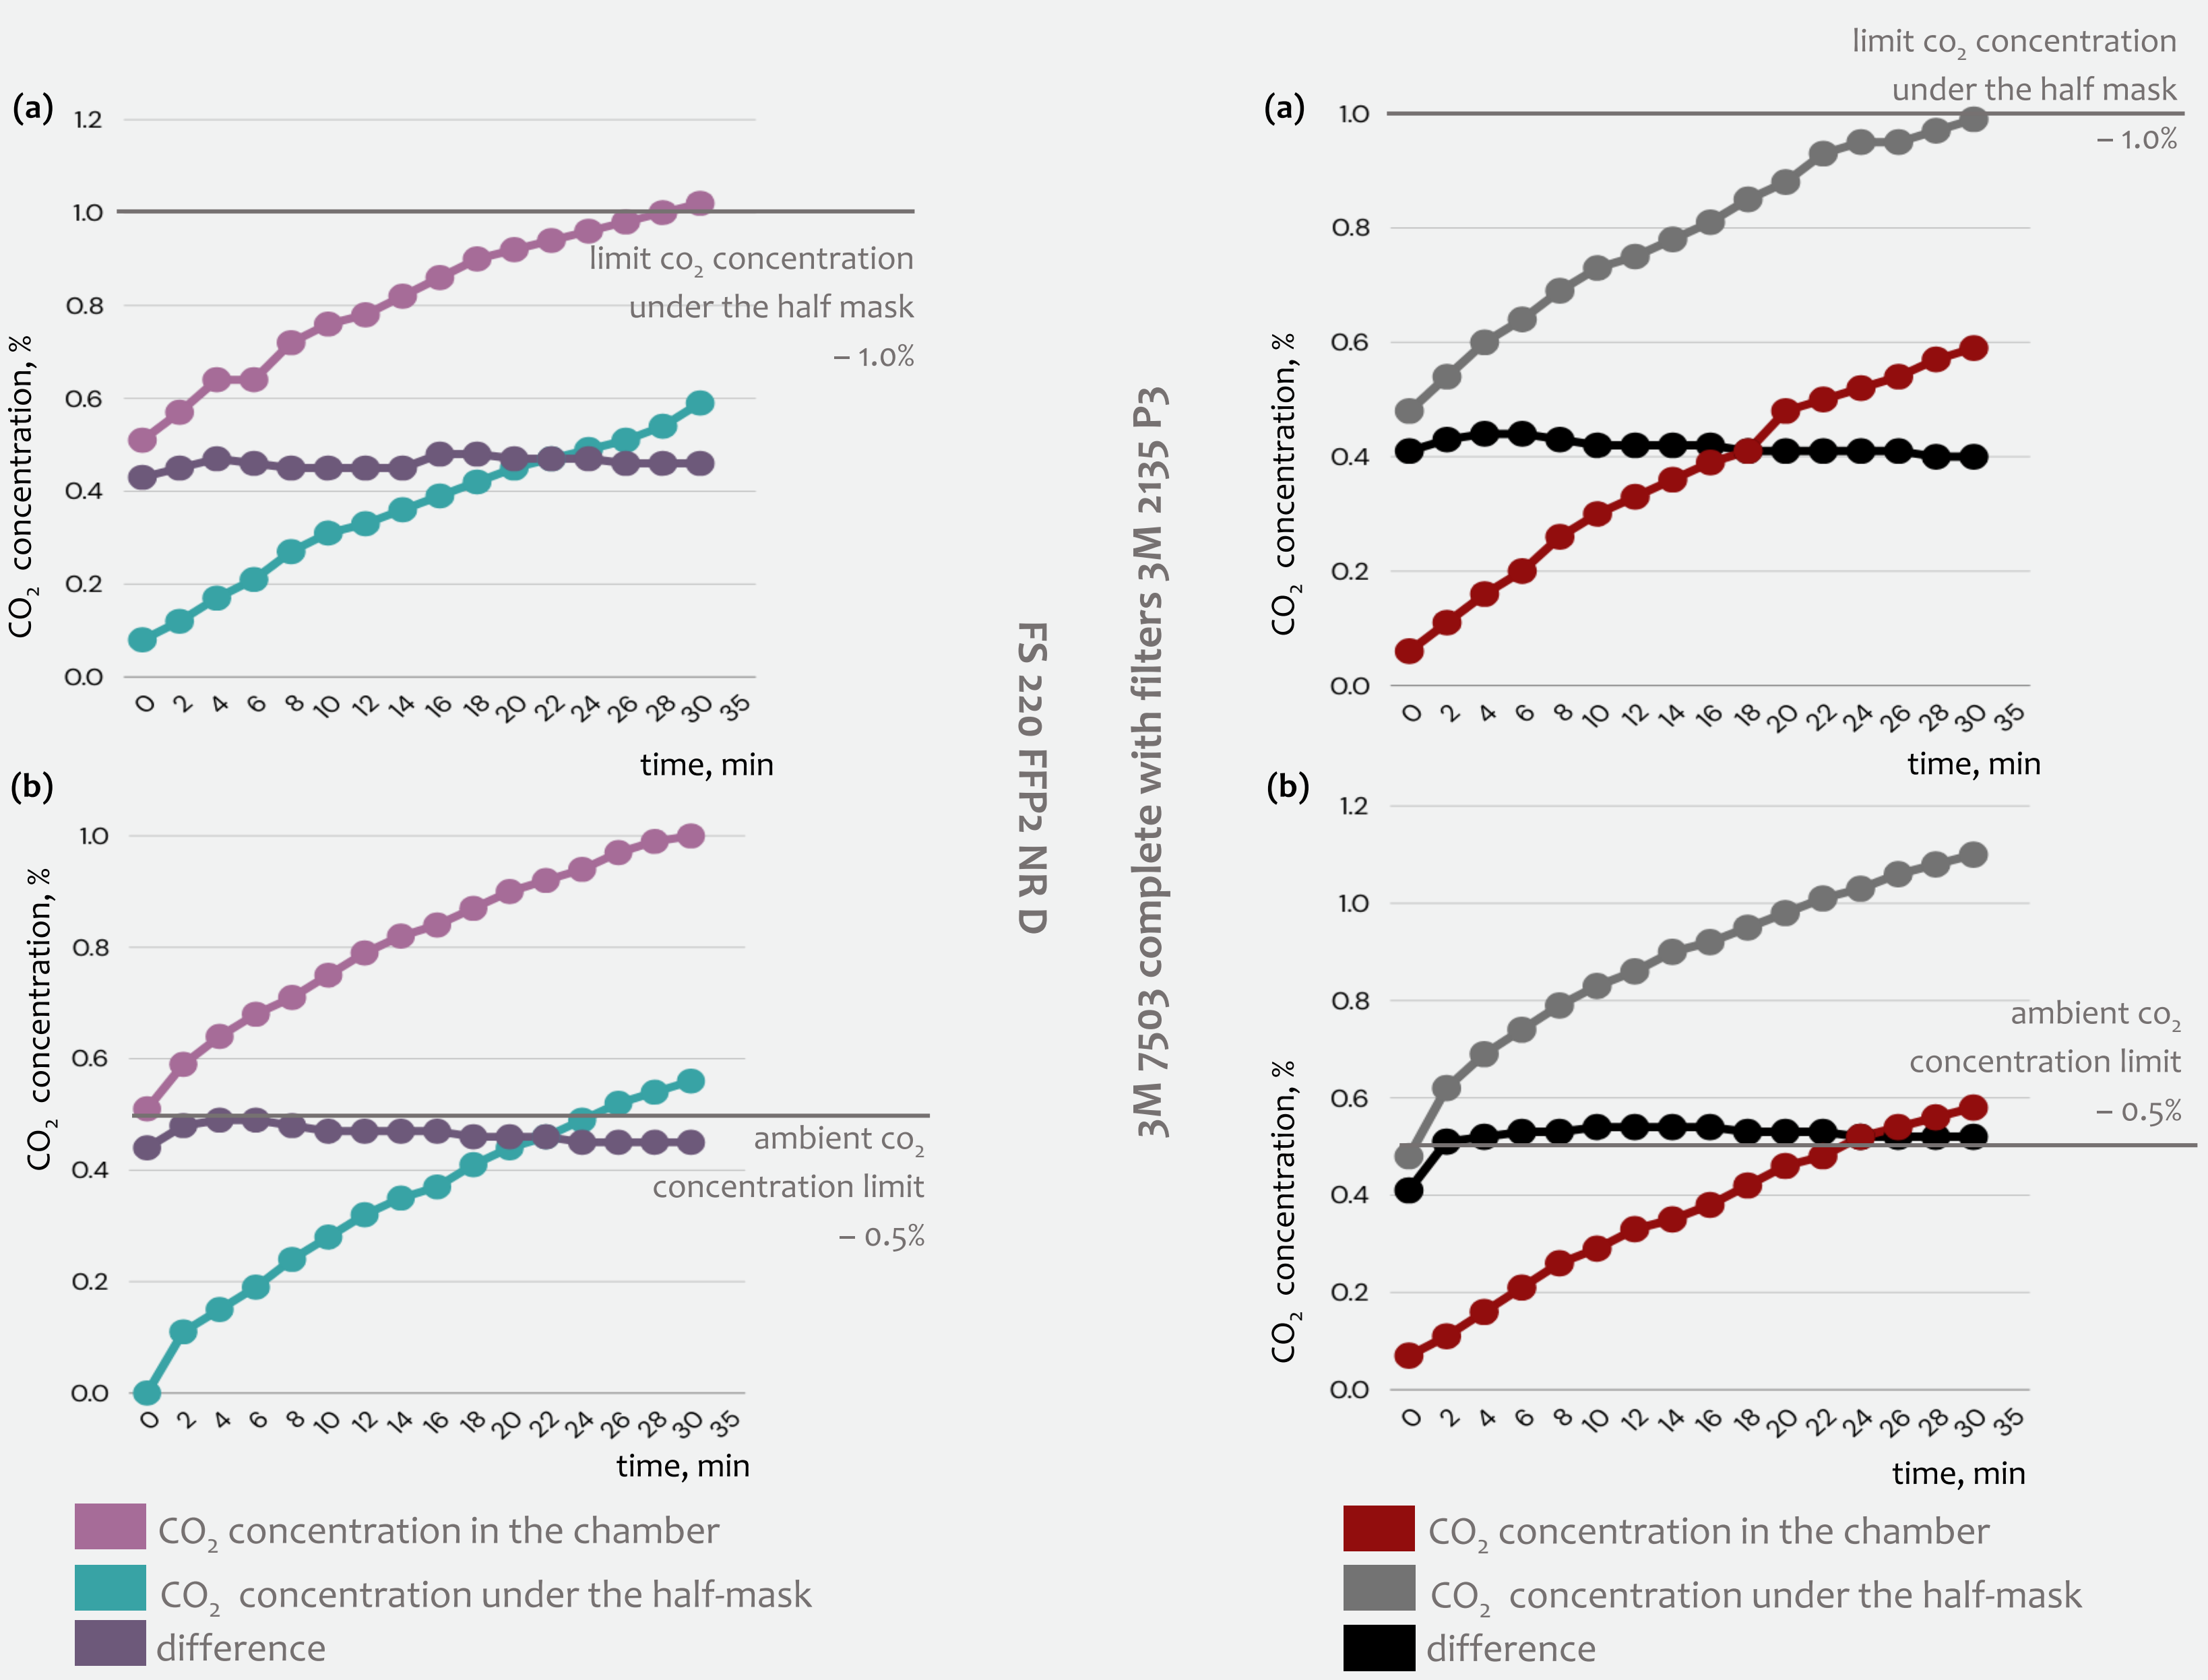 (a)
1.2
1.0
0.8
0.6
0.4
0.2
0.0
CO₂ concentration, %
limit co₂ concentration
under the half mask
– 1.0%
0 2 4 6 8 10 12 14 16 18 20 22 24 26 28 30 35
time, min
(b)
1.0
0.8
0.6
0.4
0.2
0.0
CO₂ concentration, %
ambient co₂
concentration limit
– 0.5%
0 2 4 6 8 10 12 14 16 18 20 22 24 26 28 30 35
time, min
CO₂ concentration in the chamber
CO₂ concentration under the half-mask
difference
FS 220 FFP2 NR D
3M 7503 complete with filters 3M 2135 P3
(a)
limit co₂ concentration
under the half mask
– 1.0%
1.0
0.8
0.6
0.4
0.2
0.0
CO₂ concentration, %
0 2 4 6 8 10 12 14 16 18 20 22 24 26 28 30 35
time, min
(b)
1.2
1.0
0.8
0.6
0.4
0.2
0.0
CO₂ concentration, %
ambient co₂
concentration limit
– 0.5%
0 2 4 6 8 10 12 14 16 18 20 22 24 26 28 30 35
time, min
CO₂ concentration in the chamber
CO₂ concentration under the half-mask
difference